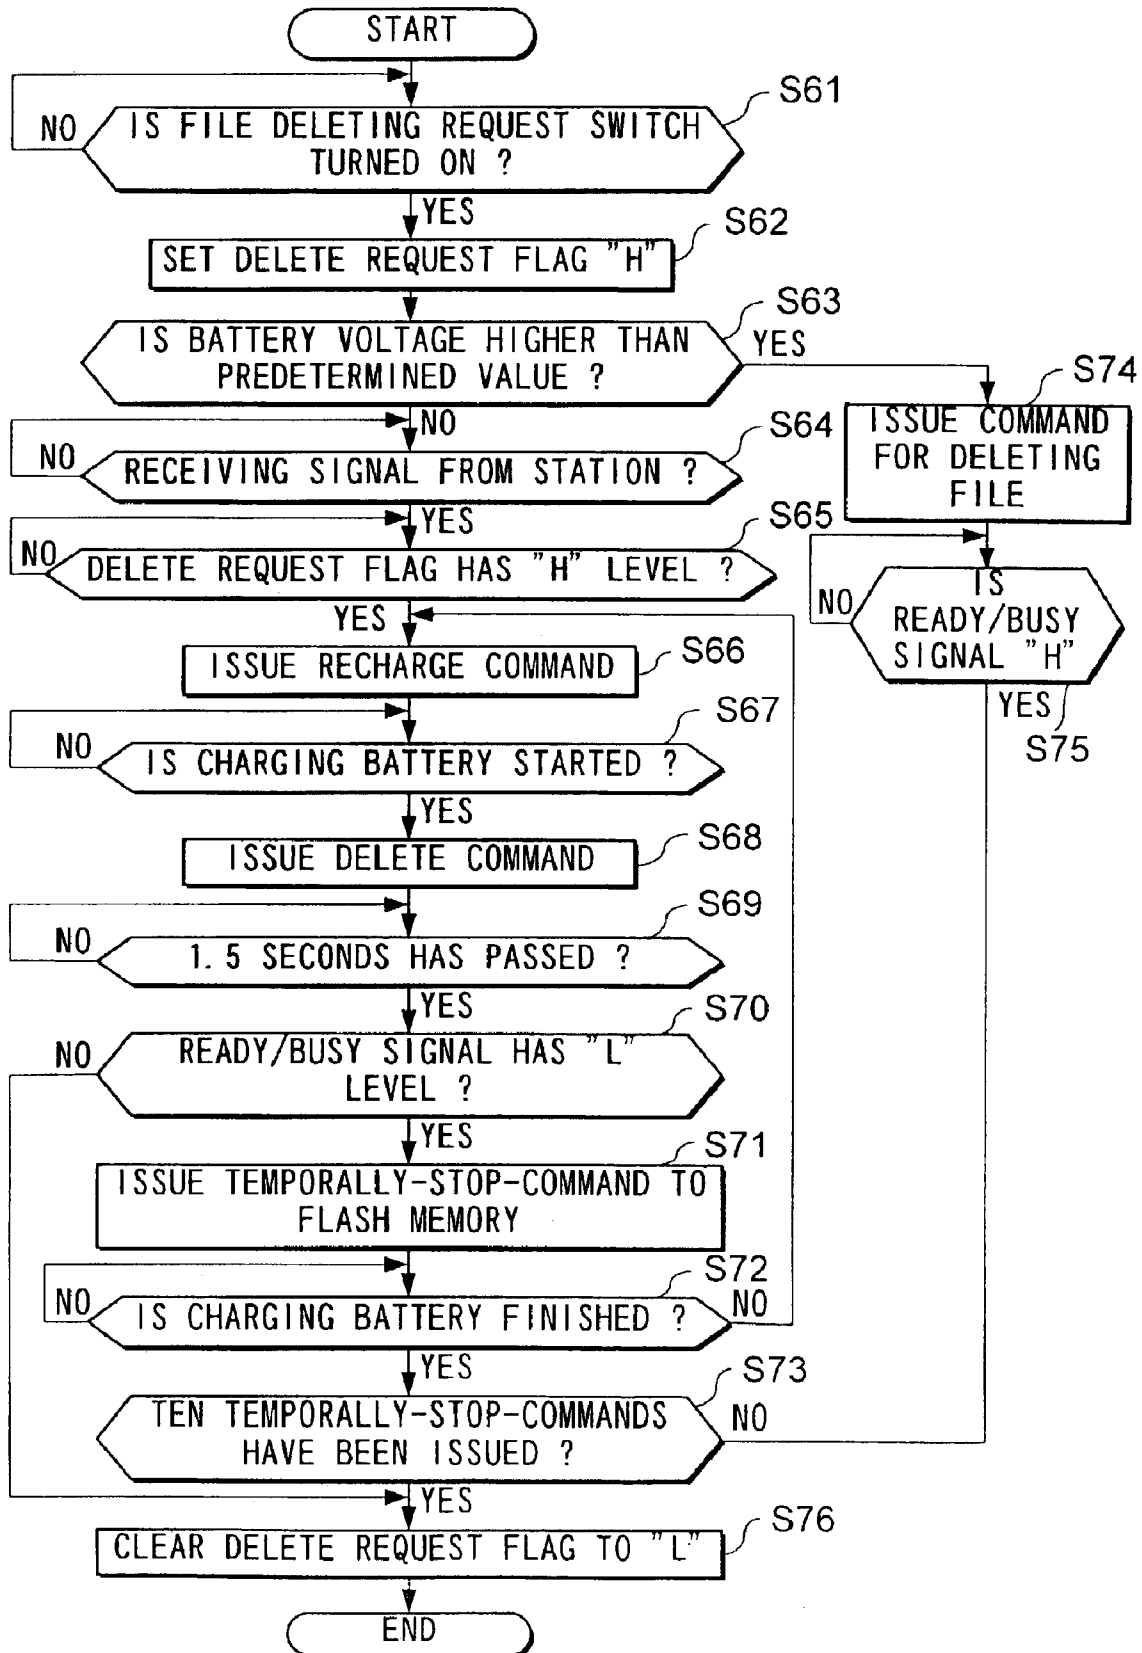 START
S61
NO
IS FILE DELETING REQUEST SWITCH
TURNED ON ?
YES
S62
SET DELETE REQUEST FLAG "H"
S63
IS BATTERY VOLTAGE HIGHER THAN
PREDETERMINED VALUE ?
YES
S74
ISSUE COMMAND
FOR DELETING
FILE
NO
S64
NO
RECEIVING SIGNAL FROM STATION ?
YES
S65
NO
DELETE REQUEST FLAG HAS "H" LEVEL ?
YES
NO
IS
READY/BUSY
SIGNAL "H"
YES
S75
S66
ISSUE RECHARGE COMMAND
S67
NO
IS CHARGING BATTERY STARTED ?
YES
S68
ISSUE DELETE COMMAND
S69
NO
1.5 SECONDS HAS PASSED ?
YES
S70
NO
READY/BUSY SIGNAL HAS "L"
LEVEL ?
YES
S71
ISSUE TEMPORALLY-STOP-COMMAND TO
FLASH MEMORY
S72
NO
IS CHARGING BATTERY FINISHED ?
NO
YES
S73
TEN TEMPORALLY-STOP-COMMANDS
HAVE BEEN ISSUED ?
NO
YES
S76
CLEAR DELETE REQUEST FLAG TO "L"
END